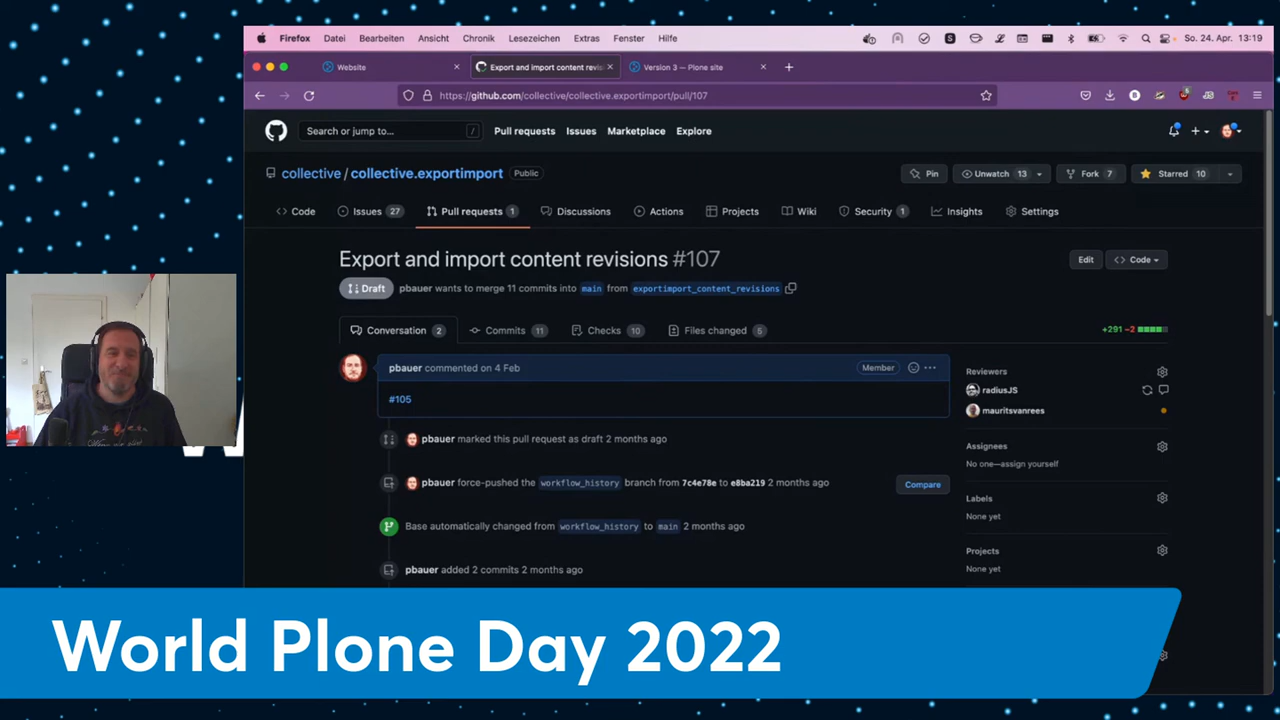 Firefox Datei Bearbeiten Ansicht Chronik Lesezeichen Extras Fenster Hilfe So. 24. Apr. 13:19
Website Export and import content revis Version 3 — Plone site
https://github.com/collective/collective.exportimport/pull/107
Search or jump to... / Pull requests Issues Marketplace Explore
collective / collective.exportimport Public Pin Unwatch 13 Fork 7 Starred 10
Code Issues 27 Pull requests 1 Discussions Actions Projects Wiki Security 1 Insights Settings
Export and import content revisions #107 Edit Code
Draft pbauer wants to merge 11 commits into main from exportimport_content_revisions
Conversation 2 Commits 11 Checks 10 Files changed 5 +291 −2
pbauer commented on 4 Feb Member
#105
pbauer marked this pull request as draft 2 months ago
pbauer force-pushed the workflow_history branch from 7c4e78e to e8ba219 2 months ago Compare
Base automatically changed from workflow_history to main 2 months ago
pbauer added 2 commits 2 months ago
Reviewers
radiusJS
mauritsvanrees
Assignees
No one—assign yourself
Labels
None yet
Projects
None yet
World Plone Day 2022